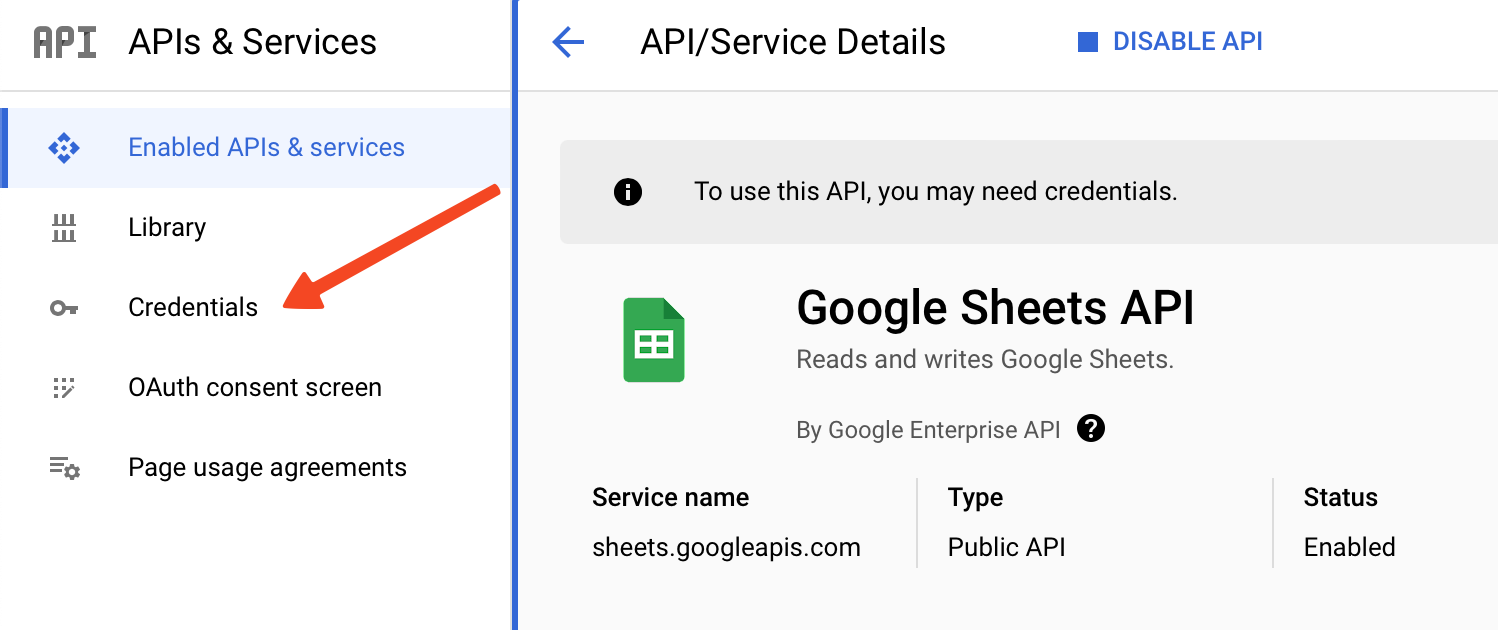 API APIs & Services
Enabled APIs & services
Library
Credentials
OAuth consent screen
Page usage agreements
API/Service Details
DISABLE API
To use this API, you may need credentials.
Google Sheets API
Reads and writes Google Sheets.
By Google Enterprise API
Service name
sheets.googleapis.com
Type
Public API
Status
Enabled